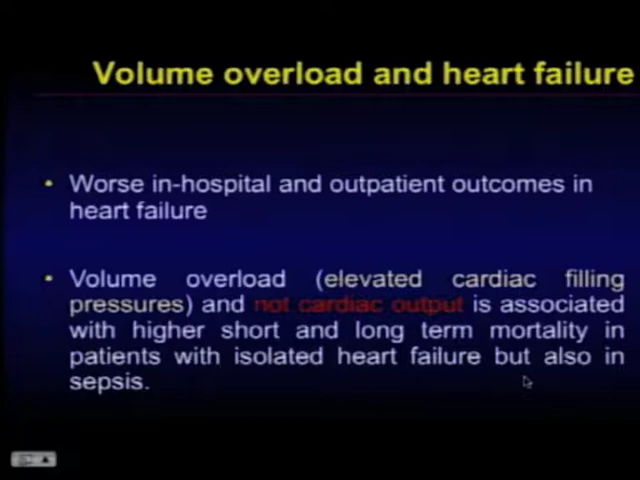 Volume overload and heart failure
• Worse in-hospital and outpatient outcomes in
heart failure
• Volume overload (elevated cardiac filling
pressures) and not cardiac output is associated
with higher short and long term mortality in
patients with isolated heart failure but also in
sepsis.